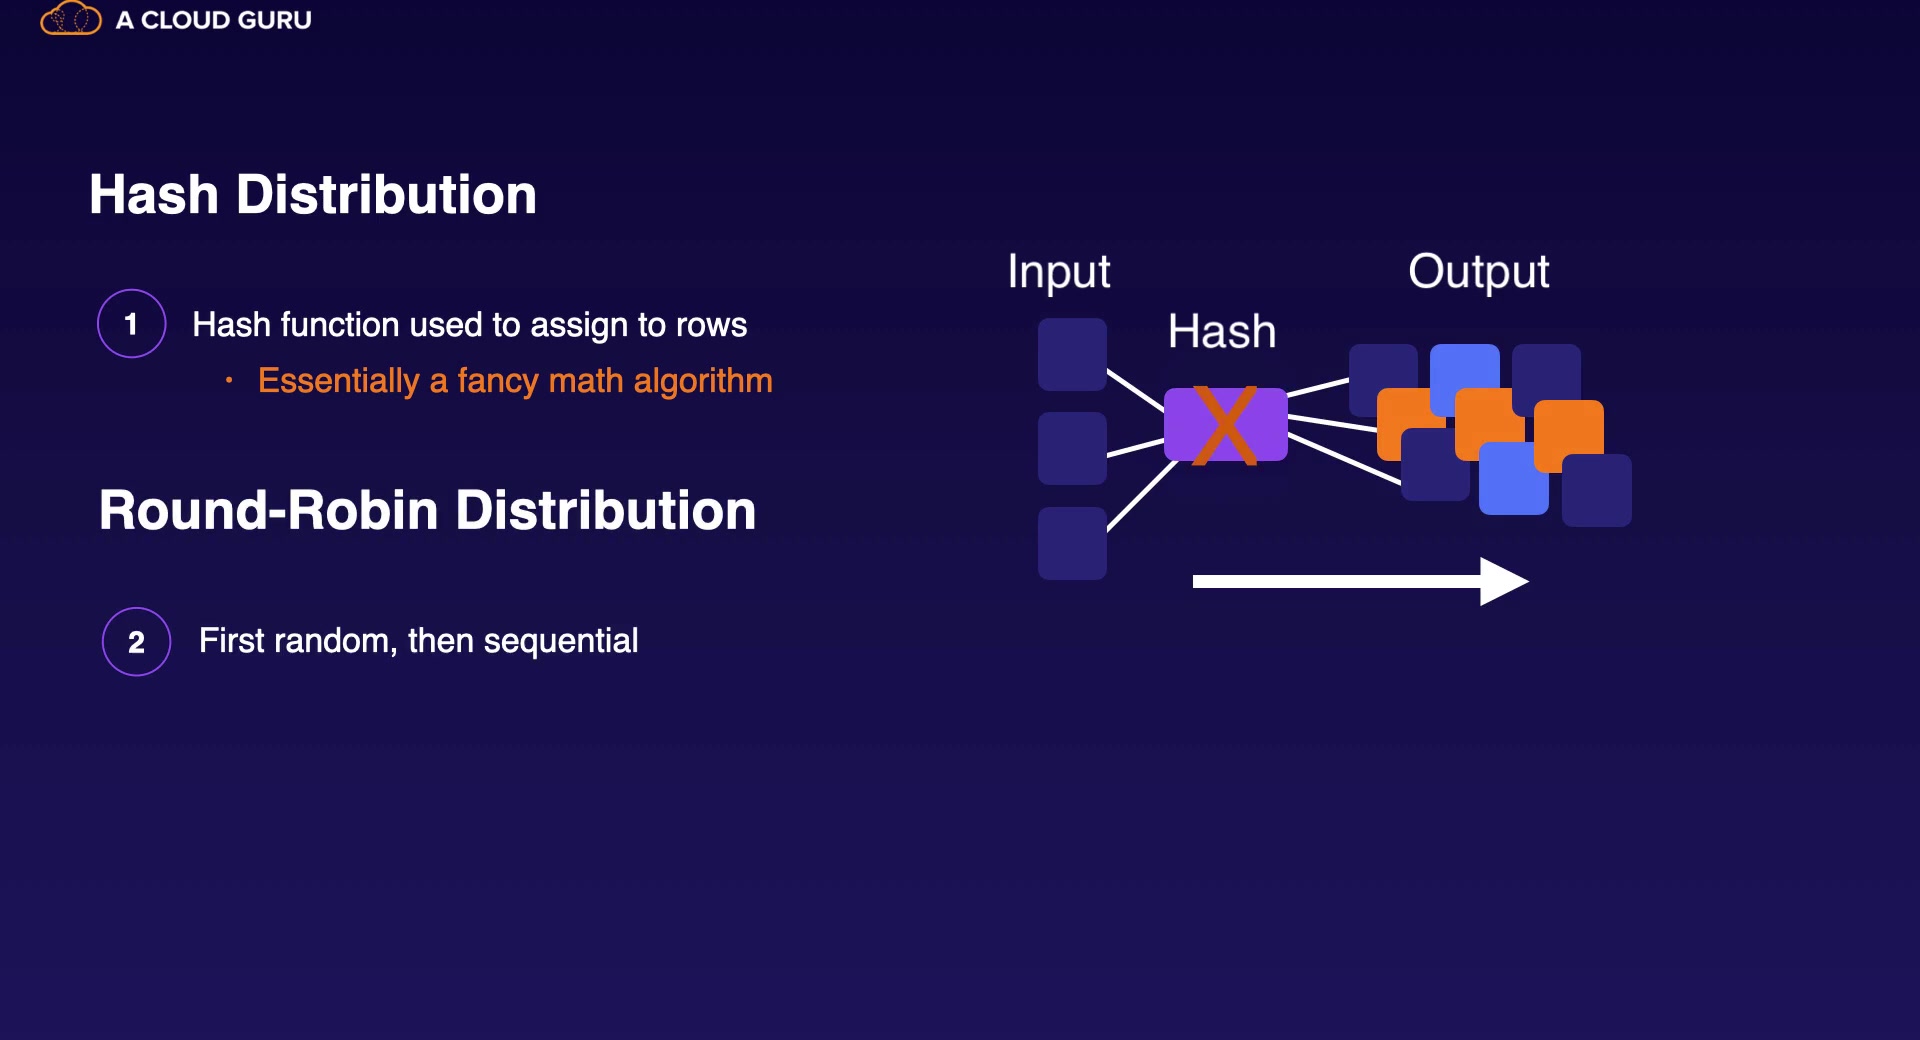 A CLOUD GURU
Hash Distribution
1 Hash function used to assign to rows
· Essentially a fancy math algorithm
Round-Robin Distribution
2 First random, then sequential
Input
Output
Hash
X